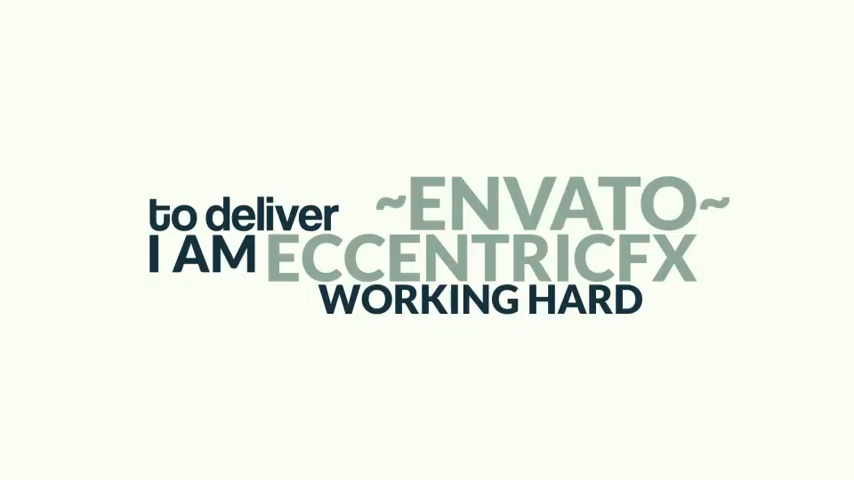 to deliver ~ENVATO~
I AM ECCENTRICFX
WORKING HARD